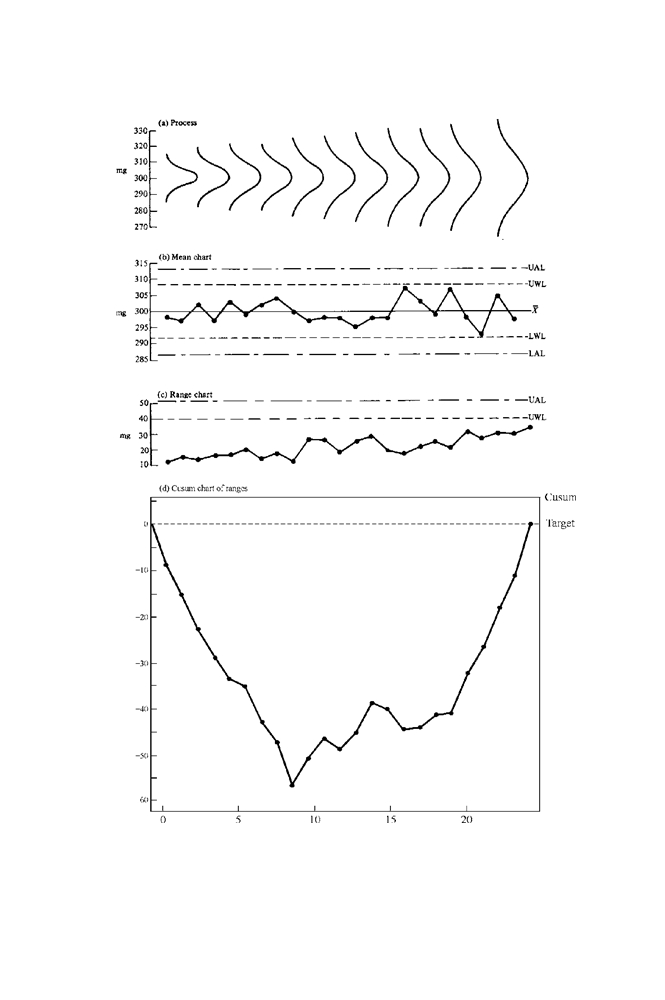 (a) Process
330
320
310
mg 300
290
280
270
(b) Mean chart
315
UAL
310
UWL
305
mg 300 X̿
295
LWL
290
LAL
285
(c) Range chart
50 UAL
40 UWL
mg 30
20
10
(d) Cusum chart of ranges
Cusum
0 Target
−10
−20
−30
−40
−50
60
0 5 10 15 20